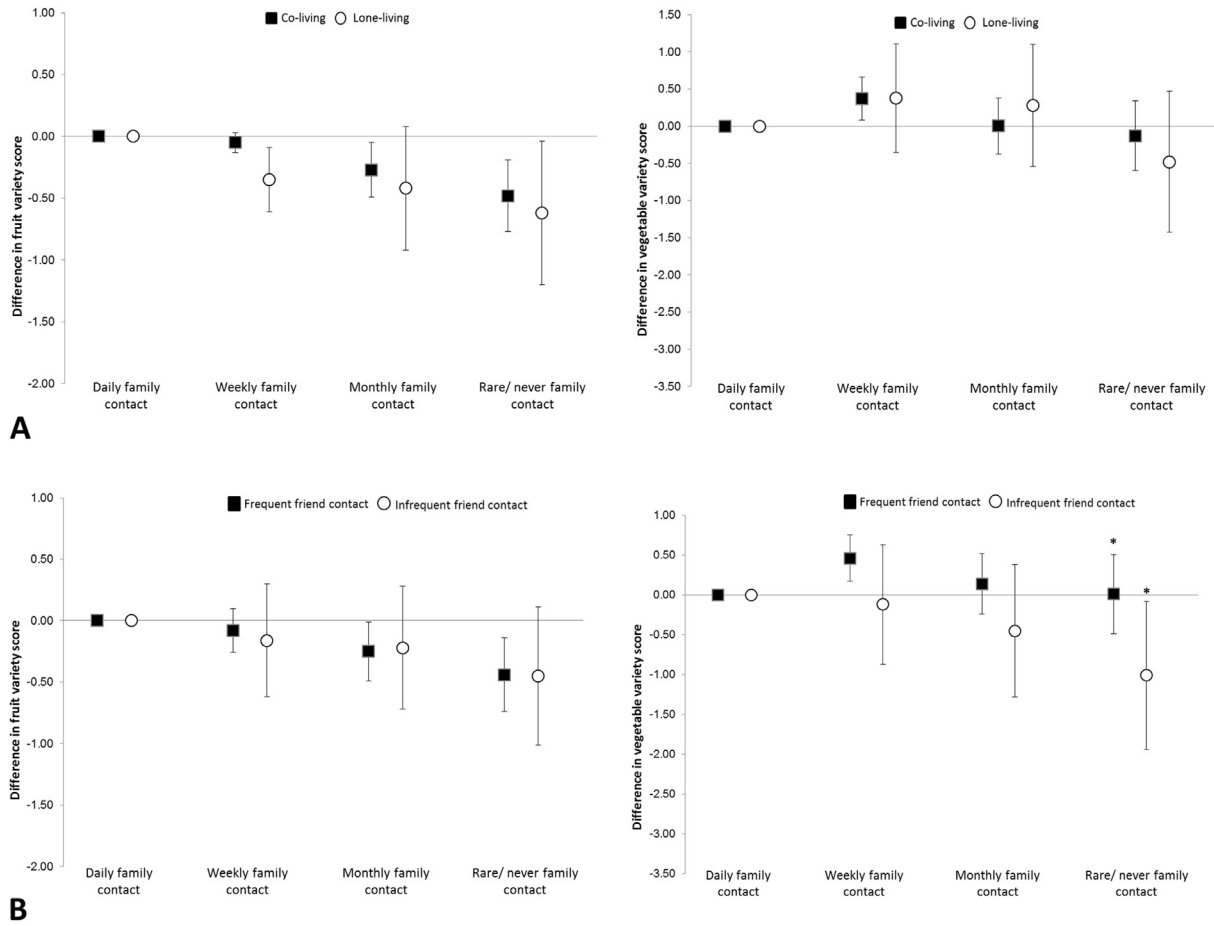 Co-living Lone-living
Difference in fruit variety score
1.00
0.50
0.00
-0.50
-1.00
-1.50
-2.00
Daily family contact
Weekly family contact
Monthly family contact
Rare/ never family contact
Co-living Lone-living
Difference in vegetable variety score
1.50
1.00
0.50
0.00
-0.50
-1.00
-1.50
-2.00
-2.50
-3.00
-3.50
Daily family contact
Weekly family contact
Monthly family contact
Rare/ never family contact
A
Frequent friend contact Infrequent friend contact
Difference in fruit variety score
1.00
0.50
0.00
-0.50
-1.00
-1.50
-2.00
Daily family contact
Weekly family contact
Monthly family contact
Rare/ never family contact
Frequent friend contact Infrequent friend contact
Difference in vegetable variety score
1.00
0.50
0.00
-0.50
-1.00
-1.50
-2.00
-2.50
-3.00
-3.50
*
*
Daily family contact
Weekly family contact
Monthly family contact
Rare/ never family contact
B